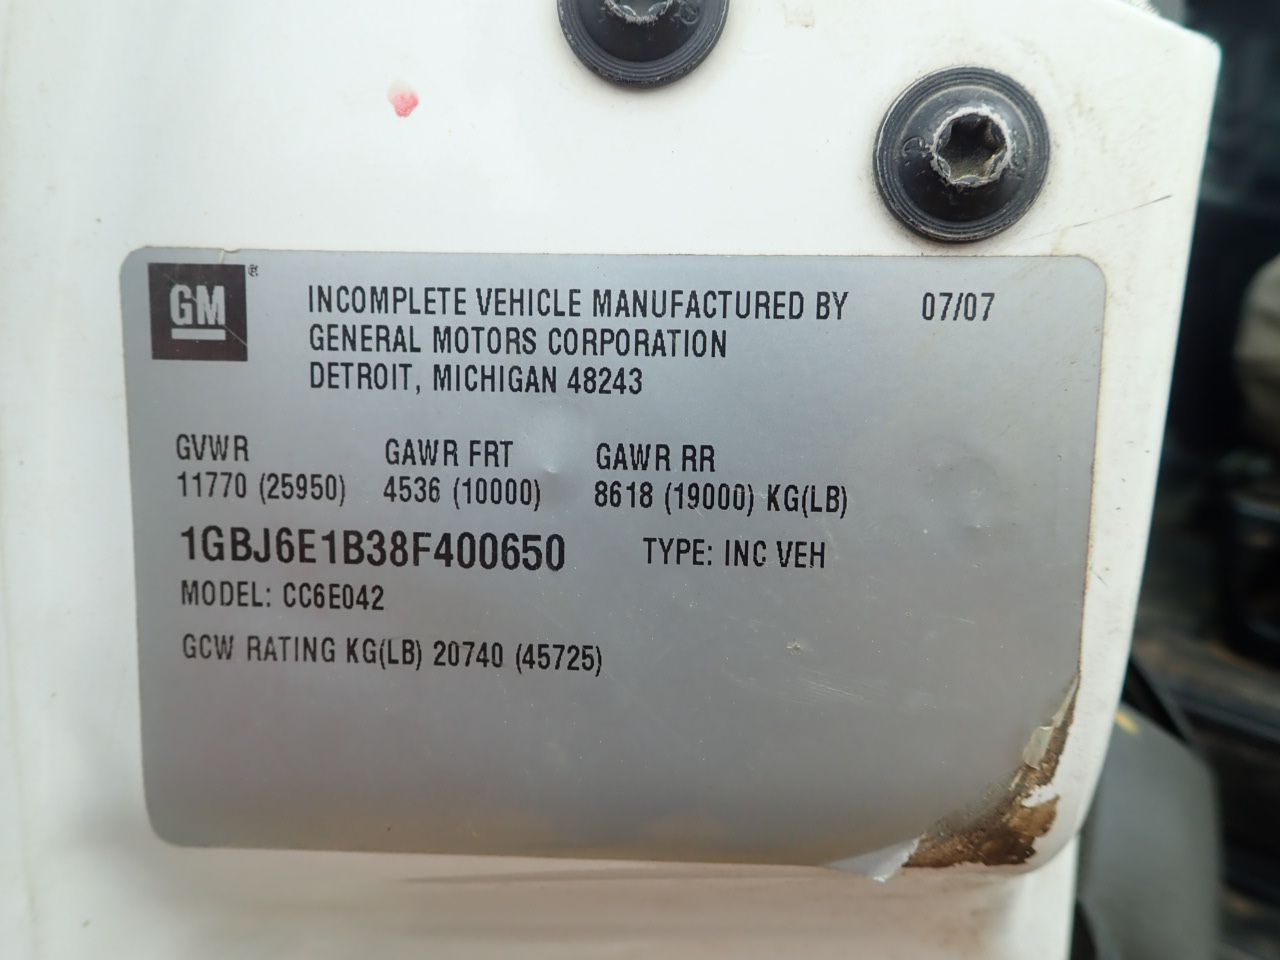 GM ®
INCOMPLETE VEHICLE MANUFACTURED BY 07/07
GENERAL MOTORS CORPORATION
DETROIT, MICHIGAN 48243
GVWR GAWR FRT GAWR RR
11770 (25950) 4536 (10000) 8618 (19000) KG(LB)
1GBJ6E1B38F400650 TYPE: INC VEH
MODEL: CC6E042
GCW RATING KG(LB) 20740 (45725)